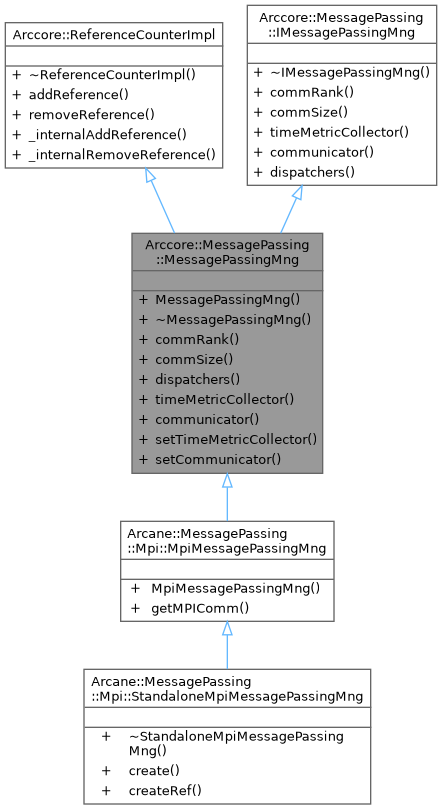 Arccore::ReferenceCounterImpl
+ ~ReferenceCounterImpl()
+ addReference()
+ removeReference()
+ _internalAddReference()
+ _internalRemoveReference()
Arccore::MessagePassing
::IMessagePassingMng
+ ~IMessagePassingMng()
+ commRank()
+ commSize()
+ timeMetricCollector()
+ communicator()
+ dispatchers()
Arccore::MessagePassing
::MessagePassingMng
+ MessagePassingMng()
+ ~MessagePassingMng()
+ commRank()
+ commSize()
+ dispatchers()
+ timeMetricCollector()
+ communicator()
+ setTimeMetricCollector()
+ setCommunicator()
Arcane::MessagePassing
::Mpi::MpiMessagePassingMng
+ MpiMessagePassingMng()
+ getMPIComm()
Arcane::MessagePassing
::Mpi::StandaloneMpiMessagePassingMng
+ ~StandaloneMpiMessagePassing
Mng()
+ create()
+ createRef()